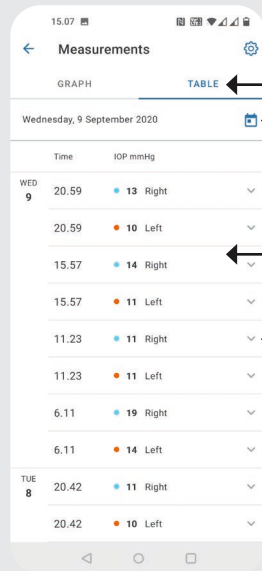 15.07
Measurements
GRAPH TABLE
Wednesday, 9 September 2020
Time IOP mmHg
WED
9
20.59 13 Right
20.59 10 Left
15.57 14 Right
15.57 11 Left
11.23 11 Right
11.23 11 Left
6.11 19 Right
6.11 14 Left
TUE
8
20.42 11 Right
20.42 10 Left